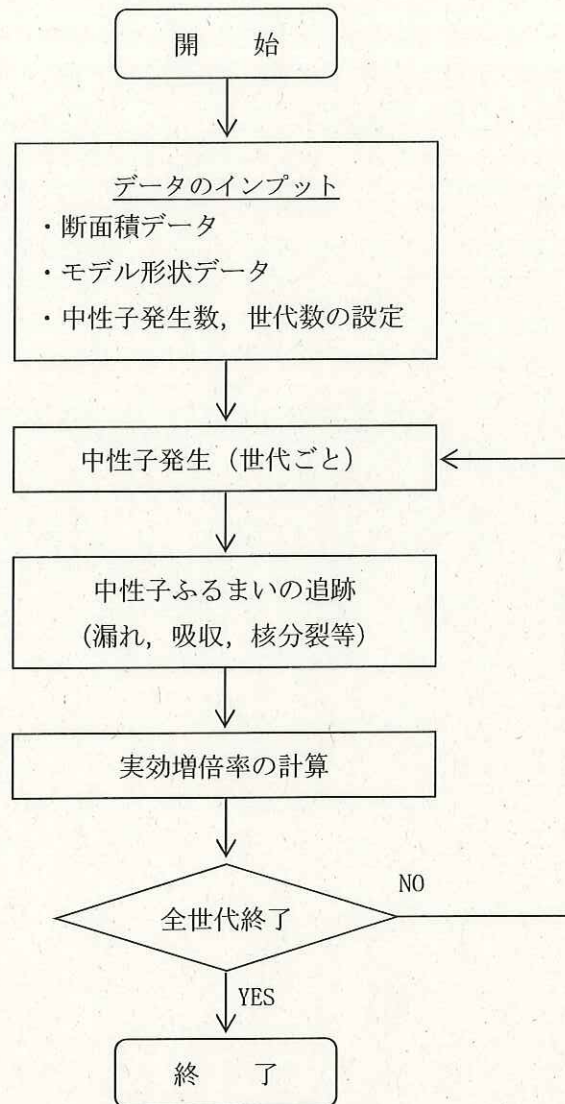 開　　始
データのインプット
・断面積データ
・モデル形状データ
・中性子発生数，世代数の設定
中性子発生（世代ごと）
中性子ふるまいの追跡
(漏れ，吸収，核分裂等)
実効増倍率の計算
全世代終了
NO
YES
終　　了